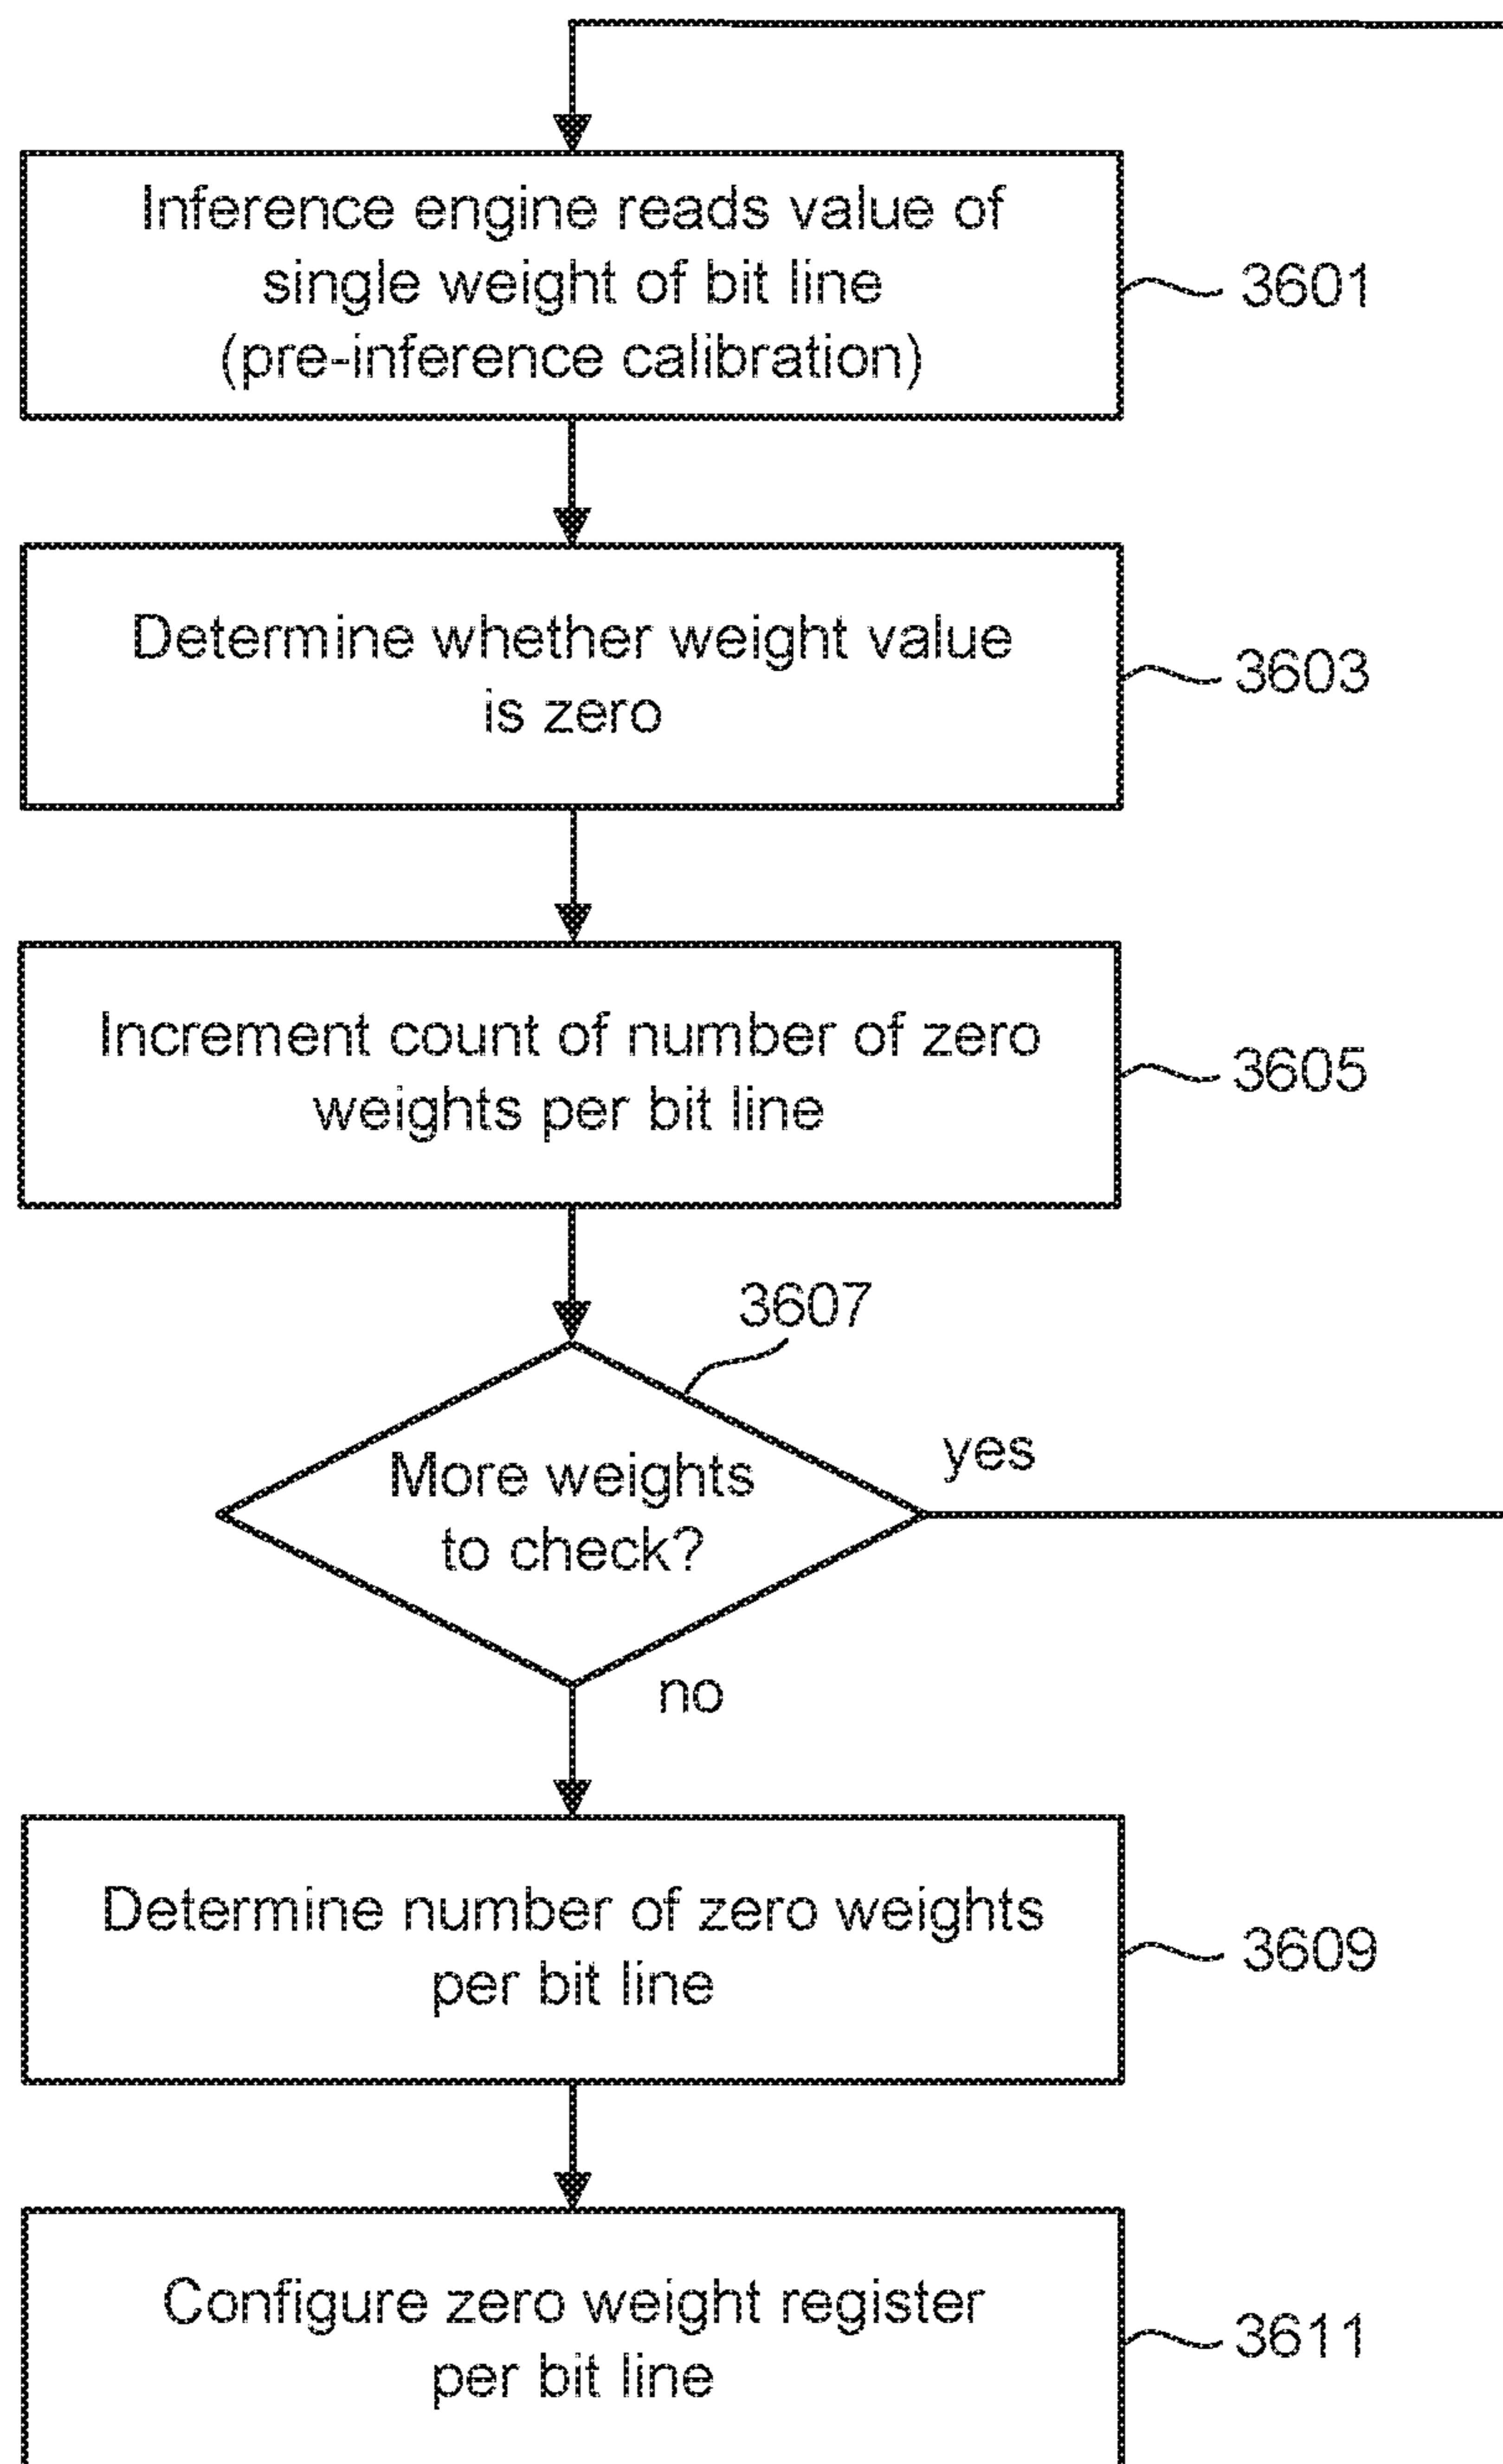 Inference engine reads value of
single weight of bit line
(pre-inference calibration)
3601
Determine whether weight value
is zero
3603
Increment count of number of zero
weights per bit line
3605
3607
More weights
to check?
yes
no
Determine number of zero weights
per bit line
3609
Configure zero weight register
per bit line
3611